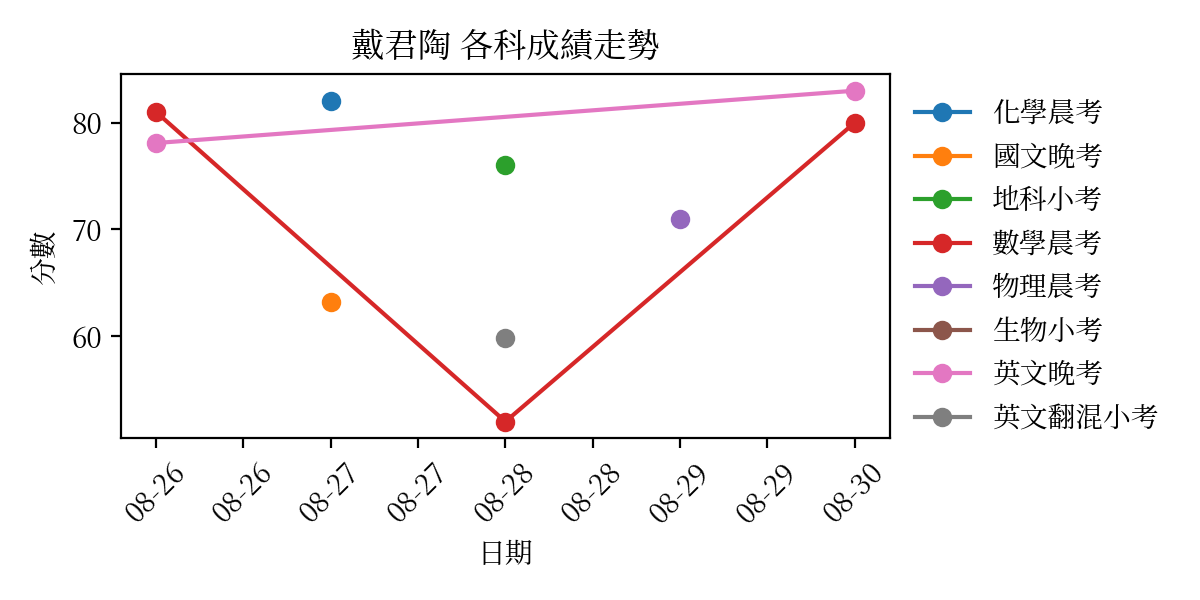 戴君陶 各科成績走勢
分數
80
70
60
08-26
08-26
08-27
08-27
08-28
08-28
08-29
08-29
08-30
日期
化學晨考
國文晚考
地科小考
數學晨考
物理晨考
生物小考
英文晚考
英文翻混小考